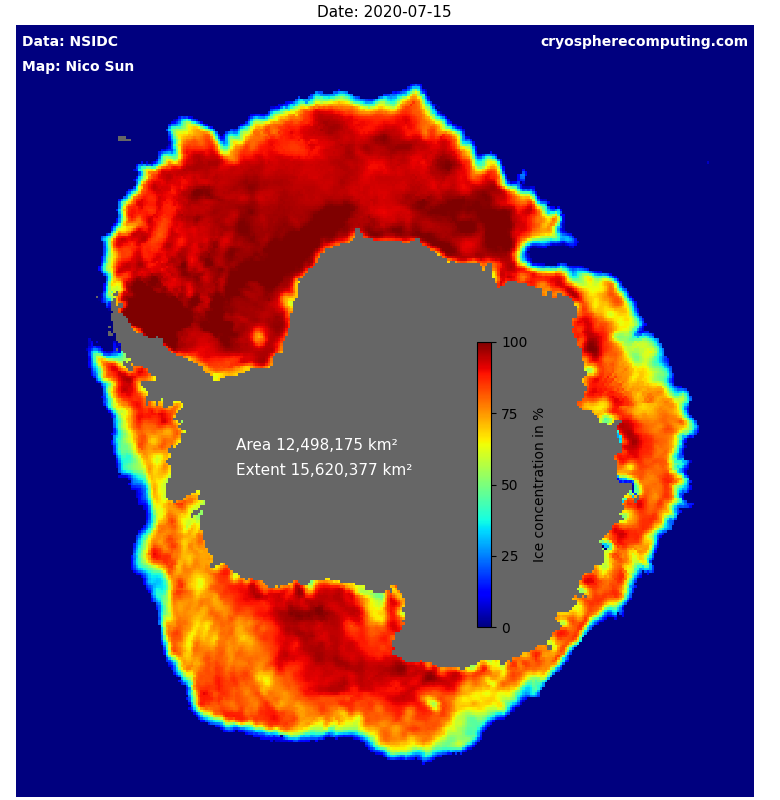 Date: 2020-07-15
Data: NSIDC
cryospherecomputing.com
Map: Nico Sun
100
75
50
25
0
Ice concentration in %
Area 12,498,175 km²
Extent 15,620,377 km²